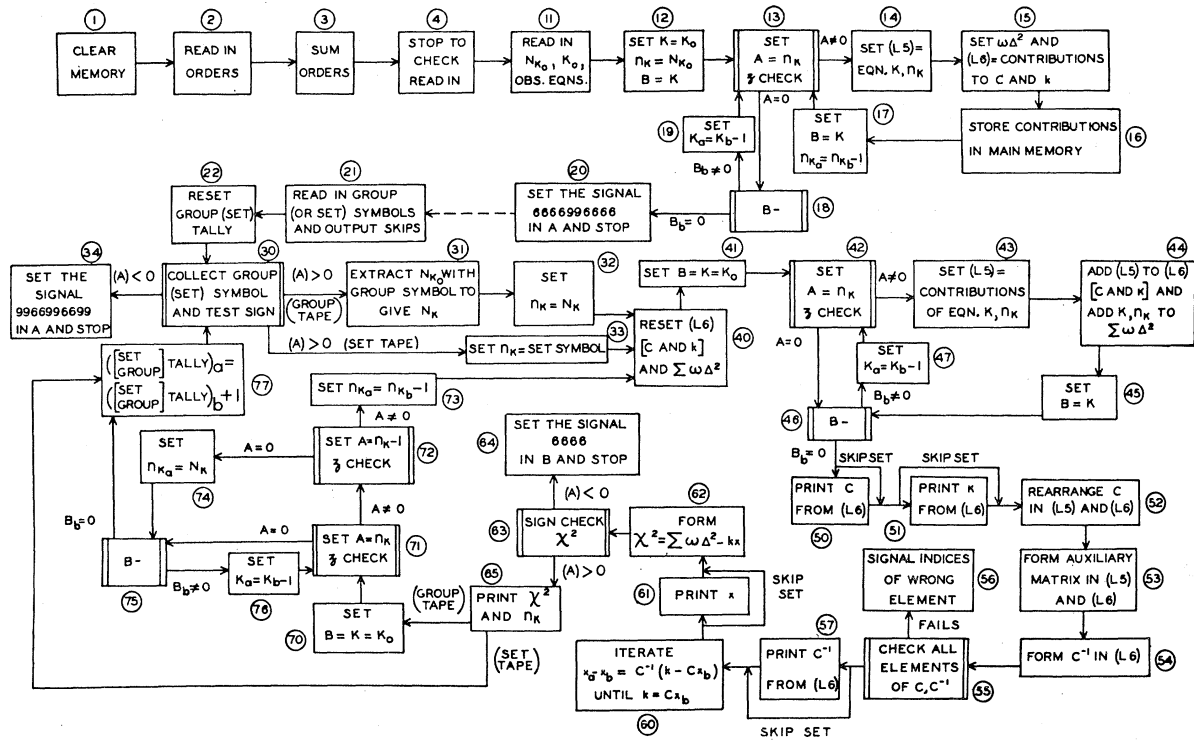 1
CLEAR
MEMORY
2
READ IN
ORDERS
3
SUM
ORDERS
4
STOP TO
CHECK
READ IN
11
READ IN
N_K₀, K₀,
OBS. EQNS.
12
SET K = K₀
n_K = N_K₀
B = K
13
SET
A = n_K
ʒ CHECK
A≠0
14
SET (L5)=
EQN. K, n_K
15
SET ωΔ² AND
(L6)= CONTRIBUTIONS
TO C AND k
16
STORE CONTRIBUTIONS
IN MAIN MEMORY
17
SET
B = K
n_Kₐ = n_K_b − 1
A=0
19
SET
Kₐ=K_b−1
B_b≠0
18
B−
B_b=0
20
SET THE SIGNAL
6666996666
IN A AND STOP
21
READ IN GROUP
(OR SET) SYMBOLS
AND OUTPUT SKIPS
22
RESET
GROUP (SET)
TALLY
30
COLLECT GROUP
(SET) SYMBOL
AND TEST SIGN
34
(A)<0
SET THE
SIGNAL
9966996699
IN A AND STOP
(A)>0
(GROUP
TAPE)
31
EXTRACT N_K₀ WITH
GROUP SYMBOL TO
GIVE N_K
32
SET
n_K = N_K
(A)>0 (SET TAPE)
33
SET n_K = SET SYMBOL
40
RESET (L6)
[C AND k]
AND ∑ωΔ²
41
SET B = K = K₀
42
SET
A = n_K
ʒ CHECK
A≠0
43
SET (L5)=
CONTRIBUTIONS
OF EQN. K, n_K
44
ADD (L5) TO (L6)
[C AND K] AND
ADD K, n_K TO
∑ωΔ²
45
SET
B = K
A=0
47
SET
Kₐ=K_b−1
B_b≠0
46
B−
B_b=0
SKIP SET
50
PRINT C
FROM (L6)
SKIP SET
51
PRINT K
FROM (L6)
52
REARRANGE C
IN (L5) AND (L6)
53
FORM AUXILIARY
MATRIX IN (L5)
AND (L6)
54
FORM C⁻¹ IN (L6)
55
CHECK ALL
ELEMENTS
OF C, C⁻¹
FAILS
56
SIGNAL INDICES
OF WRONG
ELEMENT
57
PRINT C⁻¹
FROM (L6)
SKIP SET
60
ITERATE
xₐ−x_b = C⁻¹(k − Cx_b)
UNTIL k = Cx_b
61
PRINT x
SKIP
SET
62
FORM
χ²=∑ωΔ²−kx
63
SIGN CHECK
χ²
(A)<0
64
SET THE SIGNAL
6666
IN B AND STOP
(A)>0
65
PRINT χ²
AND n_K
(GROUP
TAPE)
(SET
TAPE)
70
SET
B = K = K₀
71
SET A=n_K
ʒ CHECK
A=0
A≠0
72
SET A=n_K−1
ʒ CHECK
A≠0
73
SET n_Kₐ = n_K_b−1
A=0
74
SET
n_Kₐ = N_K
75
B−
B_b≠0
76
SET
Kₐ=K_b−1
B_b=0
77
([SET GROUP] TALLY)ₐ=
([SET GROUP] TALLY)_b+1